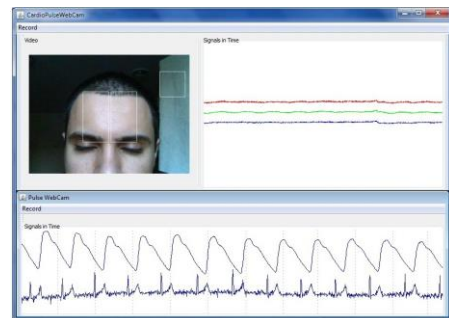 CardioPulseWebCam
Record
Video
Signals in Time
Pulse WebCam
Record
Signals in Time